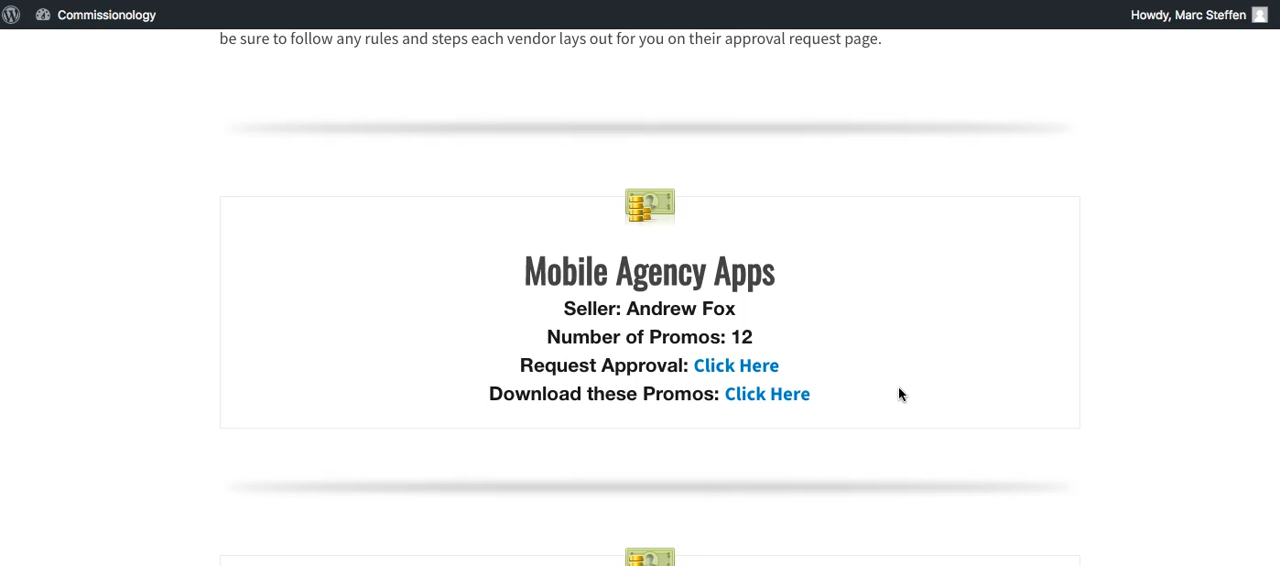 Commissionology
Howdy, Marc Steffen
be sure to follow any rules and steps each vendor lays out for you on their approval request page.
Mobile Agency Apps
Seller: Andrew Fox
Number of Promos: 12
Request Approval: Click Here
Download these Promos: Click Here